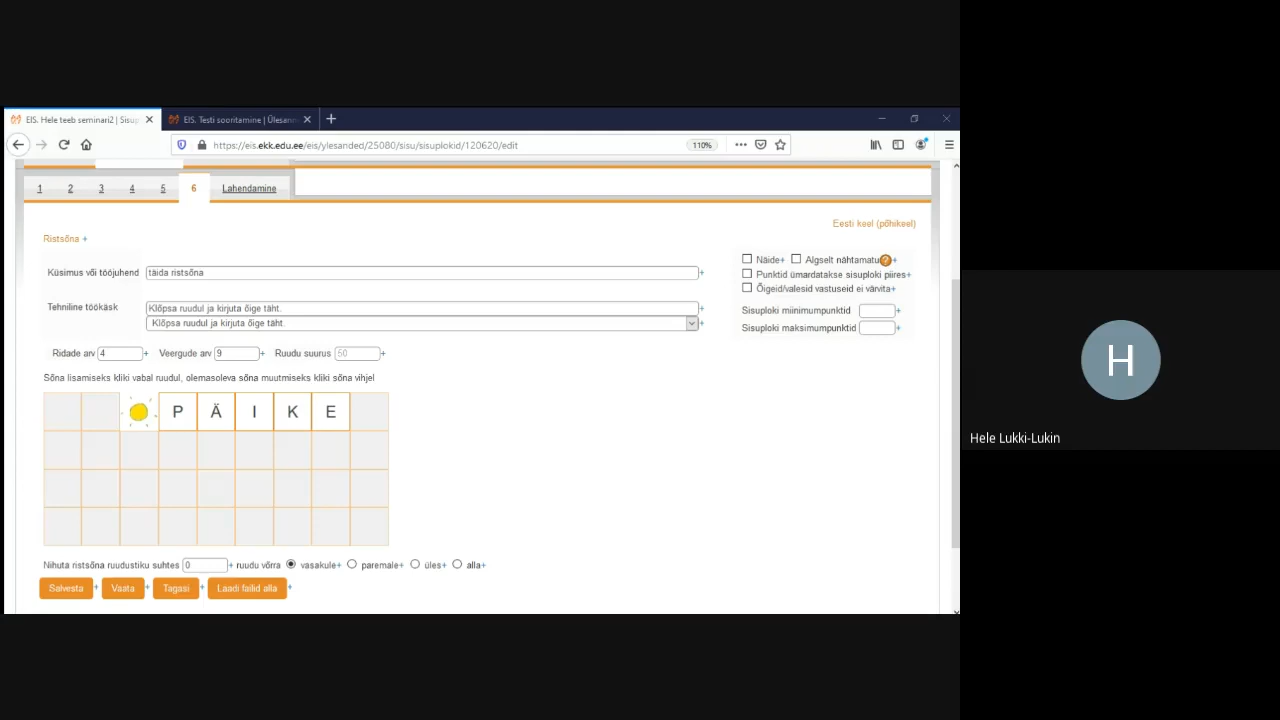 EIS. Hele teeb seminari2 | Sisup
EIS. Testi sooritamine | Ülesann
https://eis.ekk.edu.ee/eis/ylesanded/25080/sisu/sisuplokid/120620/edit
110%
1 2 3 4 5 6 Lahendamine
Eesti keel (põhikeel)
Ristsõna +
Küsimus või tööjuhend täida ristsõna +
Näide+ Algselt nähtamatu ?+
Punktid ümardatakse sisuploki piires+
Õigeid/valesid vastuseid ei värvita+
Tehniline töökäsk Klõpsa ruudul ja kirjuta õige täht. +
Klõpsa ruudul ja kirjuta õige täht. +
Sisuploki miinimumpunktid +
Sisuploki maksimumpunktid +
Ridade arv 4 + Veergude arv 9 + Ruudu suurus 50 +
Sõna lisamiseks kliki vabal ruudul, olemasoleva sõna muutmiseks kliki sõna vihjel
P Ä I K E
Nihuta ristsõna ruudustiku suhtes 0 + ruudu võrra vasakule+ paremale+ üles+ alla+
Salvesta + Vaata + Tagasi + Laadi failid alla +
H
Hele Lukki-Lukin